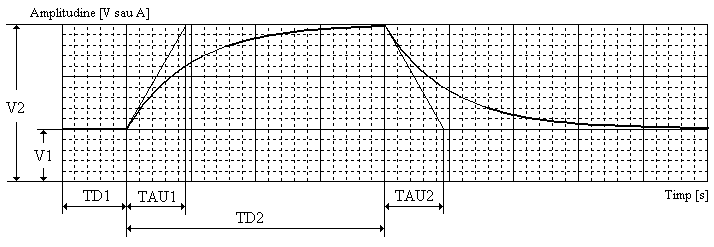 Amplitudine [V sau A]
V2
V1
Timp [s]
TD1
TAU1
TAU2
TD2